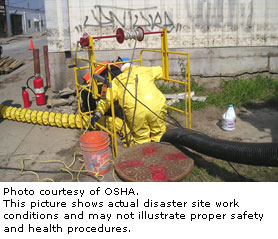 Photo courtesy of OSHA.
This picture shows actual disaster site work
conditions and may not illustrate proper safety
and health procedures.